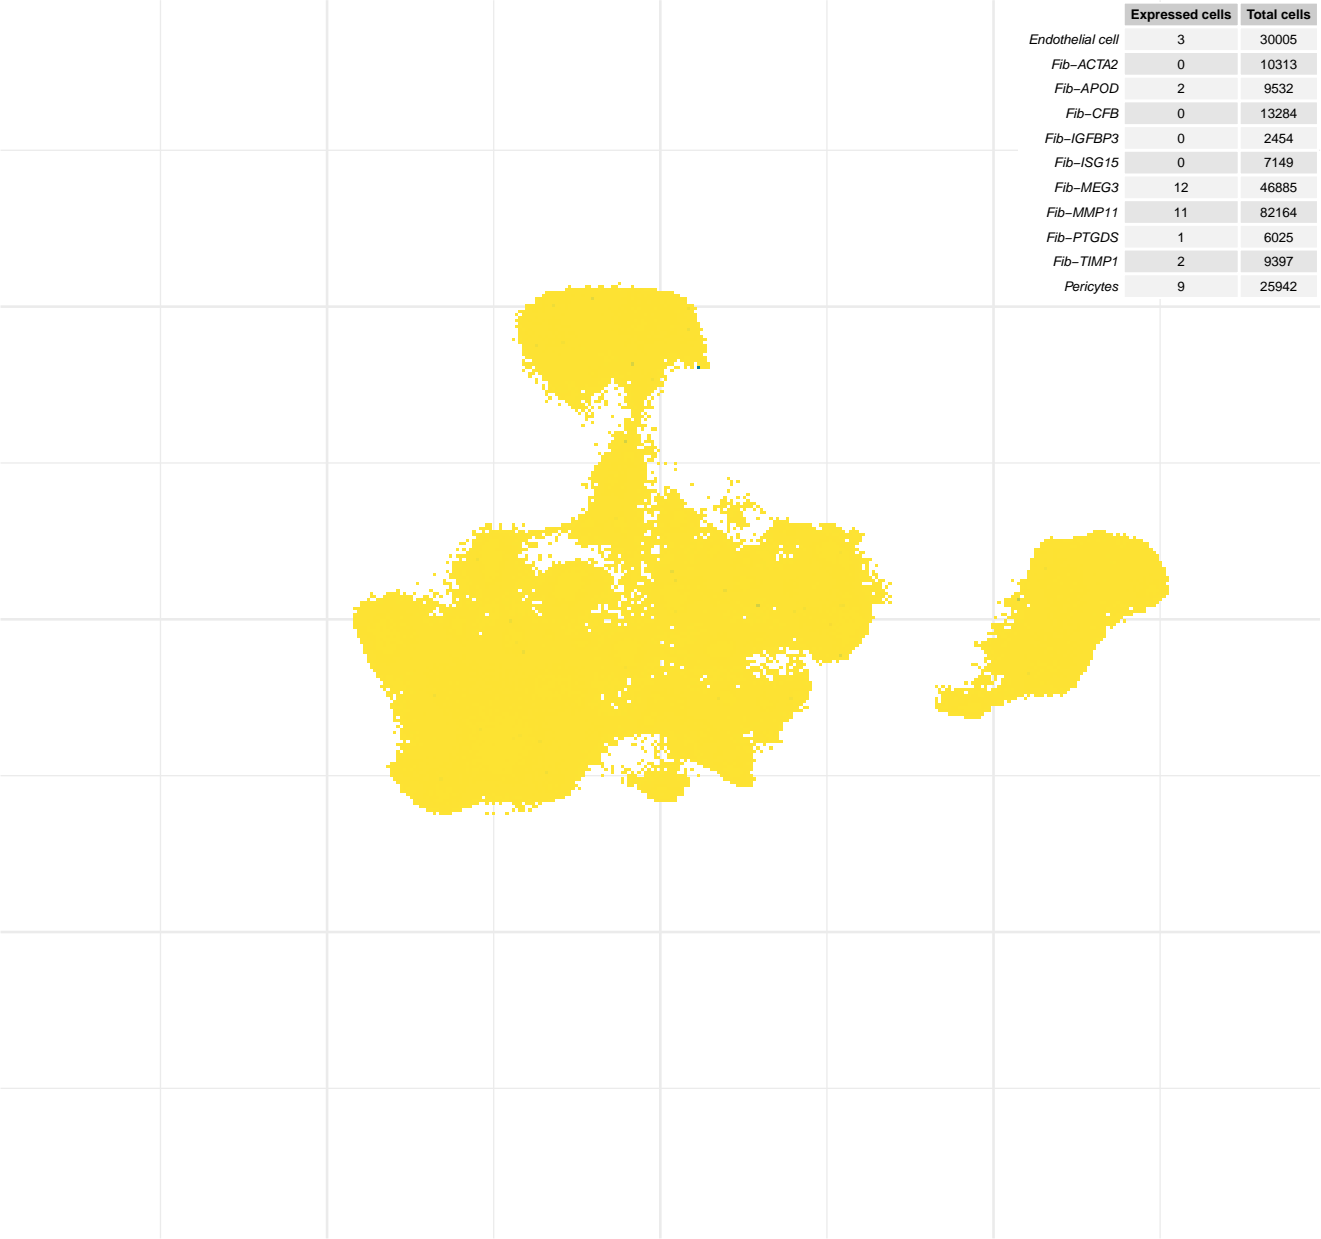 Expressed cells Total cells
Endothelial cell 3 30005
Fib−ACTA2 0 10313
Fib−APOD 2 9532
Fib−CFB 0 13284
Fib−IGFBP3 0 2454
Fib−ISG15 0 7149
Fib−MEG3 12 46885
Fib−MMP11 11 82164
Fib−PTGDS 1 6025
Fib−TIMP1 2 9397
Pericytes 9 25942